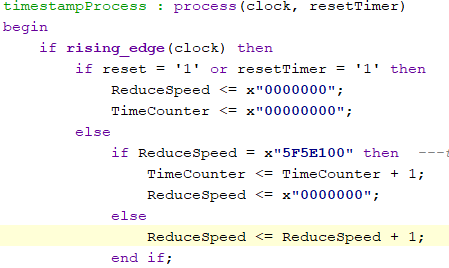 timestampProcess : process(clock, resetTimer)
begin
if rising_edge(clock) then
if reset = '1' or resetTimer = '1' then
ReduceSpeed <= x"0000000";
TimeCounter <= x"00000000";
else
if ReduceSpeed = x"5F5E100" then
TimeCounter <= TimeCounter + 1;
ReduceSpeed <= x"0000000";
else
ReduceSpeed <= ReduceSpeed + 1;
end if;